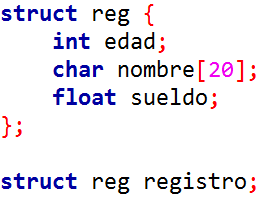 struct reg {
    int edad;
    char nombre[20];
    float sueldo;
};

struct reg registro;